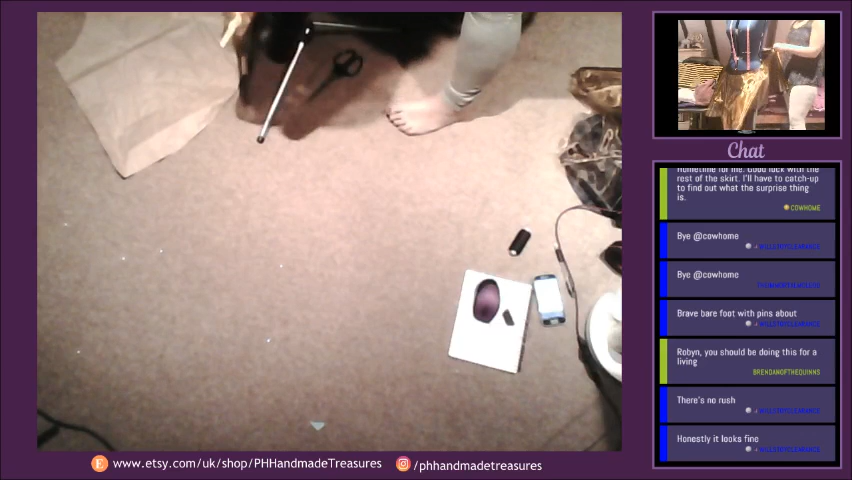 Chat
hometime for me. Good luck with the
rest of the skirt. I'll have to catch-up
to find out what the surprise thing
is.
COWHOME
Bye @cowhome
Bye @cowhome
Brave bare foot with pins about
Robyn, you should be doing this for a
living
BRENDANOFTHEQUINNS
There's no rush
Honestly it looks fine
www.etsy.com/uk/shop/PHHandmadeTreasures
/phhandmadetreasures